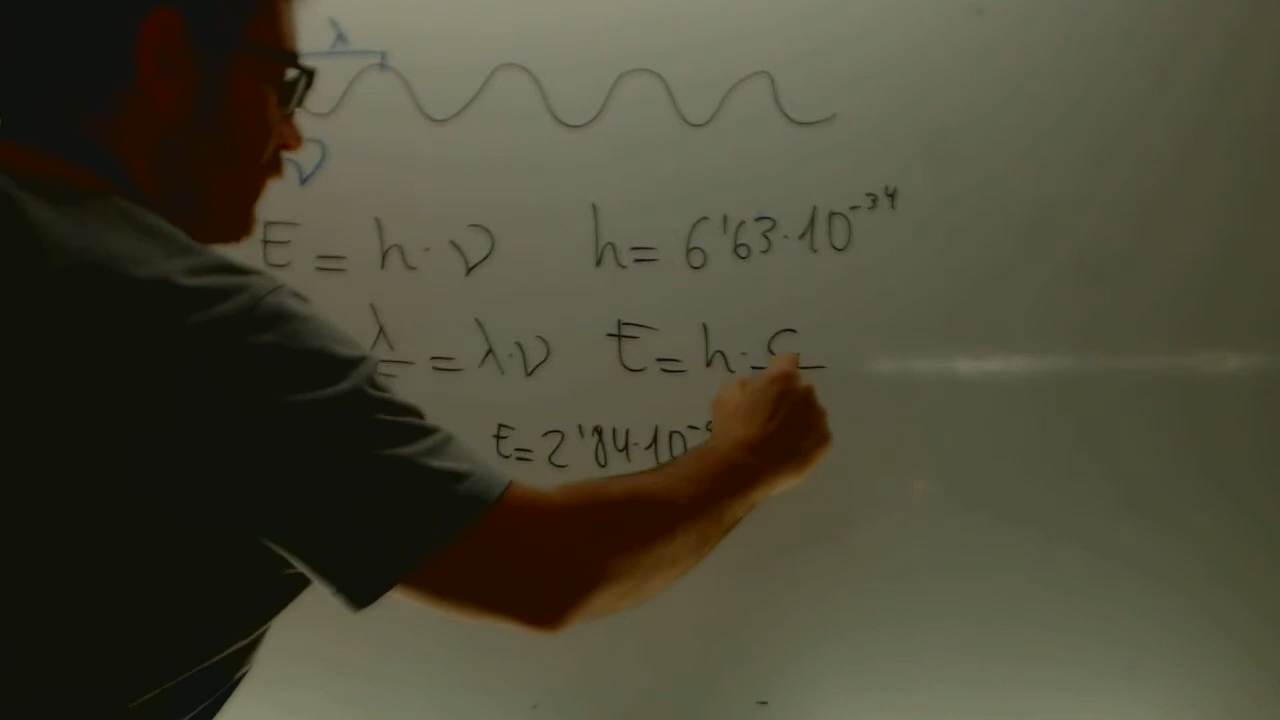 λ
ν
E = h · ν h = 6'63 · 10⁻³⁴
λ = λ · ν E = h · c
E = 2'84 · 10⁻